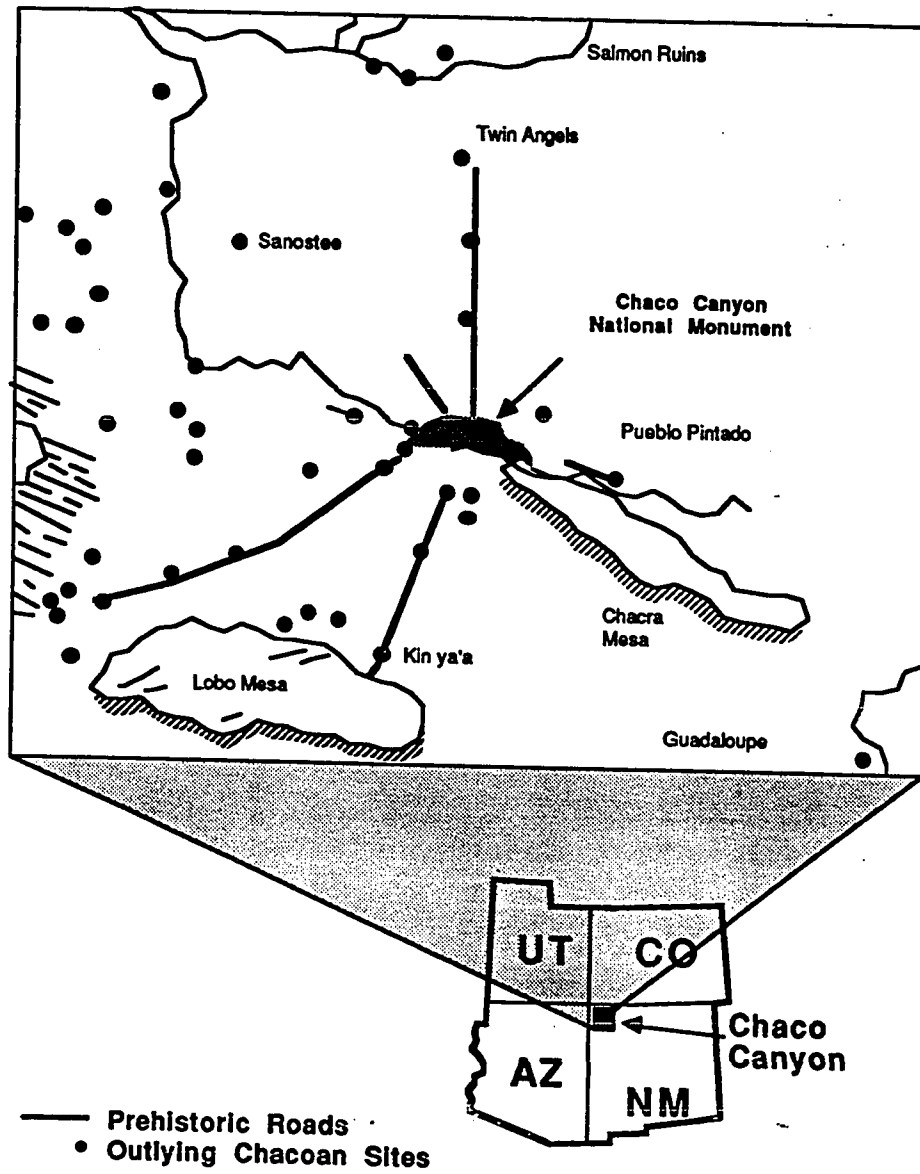 Salmon Ruins
Twin Angels
Sanostee
Chaco Canyon
National Monument
Pueblo Pintado
Chacra
Mesa
Kin ya'a
Lobo Mesa
Guadaloupe
UT
CO
Chaco
Canyon
AZ
NM
Prehistoric Roads
Outlying Chacoan Sites